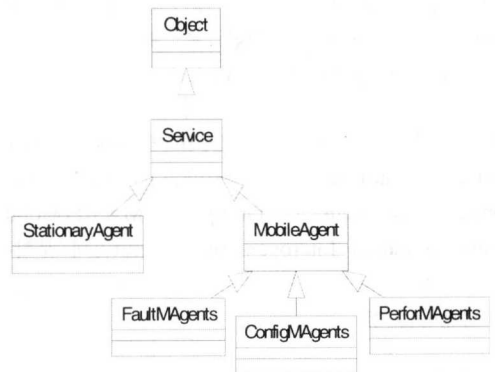 Object
Service
StationaryAgent
MobileAgent
FaultMAgents
ConfigMAgents
PerforMAgents